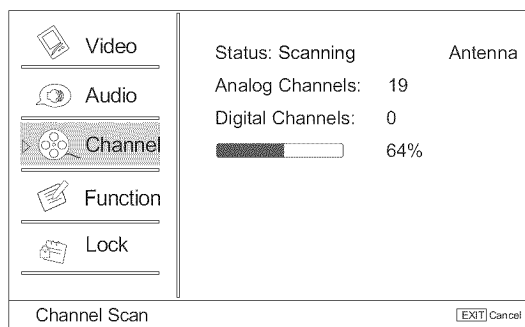 Video
Audio
Channel
Function
Lock
Status: Scanning Antenna
Analog Channels: 19
Digital Channels: 0
64%
Channel Scan
EXIT Cancel